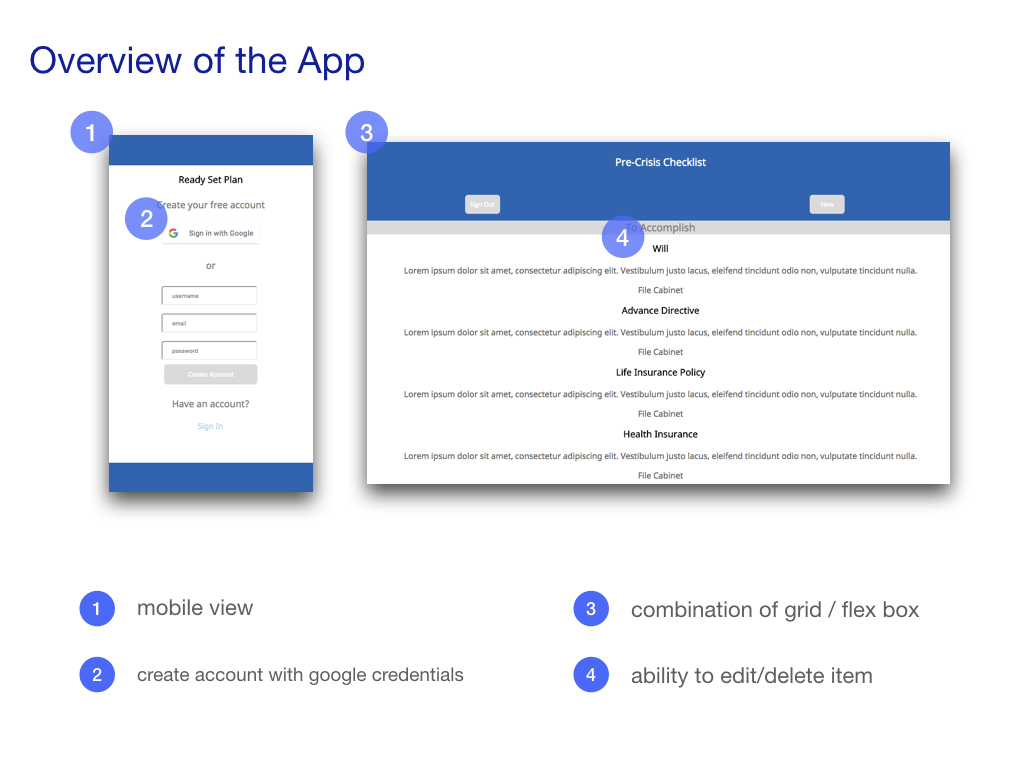 Overview of the App
1
Ready Set Plan
2
Create your free account
Sign in with Google
or
username
email
password
Create Account
Have an account?
Sign In
3
Pre-Crisis Checklist
Sign Out
New
4
To Accomplish
Will
Lorem ipsum dolor sit amet, consectetur adipiscing elit. Vestibulum justo lacus, eleifend tincidunt odio non, vulputate tincidunt nulla.
File Cabinet
Advance Directive
Lorem ipsum dolor sit amet, consectetur adipiscing elit. Vestibulum justo lacus, eleifend tincidunt odio non, vulputate tincidunt nulla.
File Cabinet
Life Insurance Policy
Lorem ipsum dolor sit amet, consectetur adipiscing elit. Vestibulum justo lacus, eleifend tincidunt odio non, vulputate tincidunt nulla.
File Cabinet
Health Insurance
Lorem ipsum dolor sit amet, consectetur adipiscing elit. Vestibulum justo lacus, eleifend tincidunt odio non, vulputate tincidunt nulla.
File Cabinet
1 mobile view
2 create account with google credentials
3 combination of grid / flex box
4 ability to edit/delete item